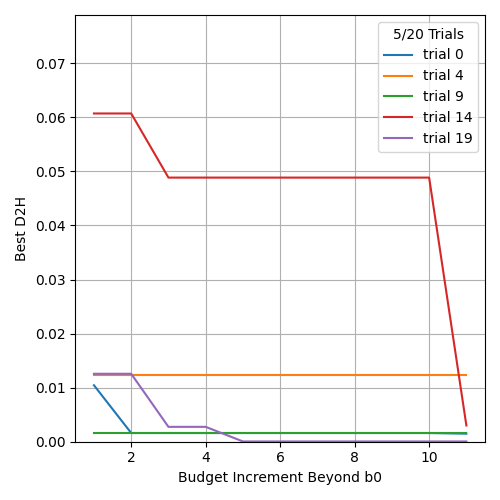 5/20 Trials
trial 0
trial 4
trial 9
trial 14
trial 19
0.07
0.06
0.05
0.04
0.03
0.02
0.01
0.00
Best D2H
2 4 6 8 10
Budget Increment Beyond b0